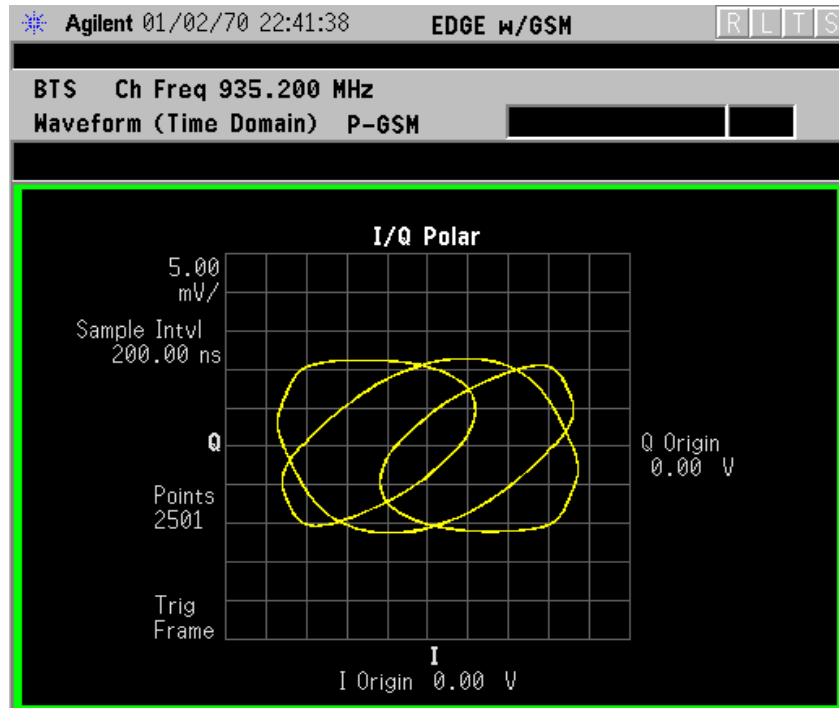 Agilent 01/02/70 22:41:38 EDGE w/GSM R L T S
BTS Ch Freq 935.200 MHz
Waveform (Time Domain) P-GSM
I/Q Polar
5.00
mV/
Sample Intvl
200.00 ns
Q
Q Origin
0.00 V
Points
2501
Trig
Frame
I
I Origin 0.00 V